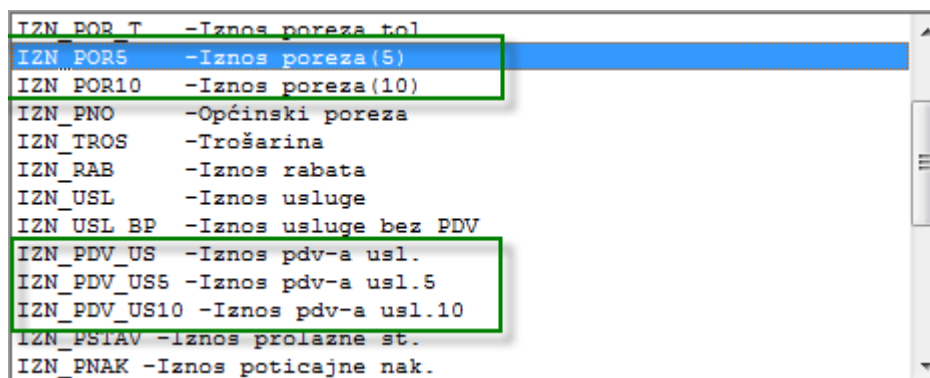 IZN_POR_T -Iznos poreza tol
IZN_POR5 -Iznos poreza(5)
IZN_POR10 -Iznos poreza(10)
IZN_PNO -Općinski poreza
IZN_TROS -Trošarina
IZN_RAB -Iznos rabata
IZN_USL -Iznos usluge
IZN_USL_BP -Iznos usluge bez PDV
IZN_PDV_US -Iznos pdv-a usl.
IZN_PDV_US5 -Iznos pdv-a usl.5
IZN_PDV_US10 -Iznos pdv-a usl.10
IZN_PSTAV -Iznos prolazne st.
IZN_PNAK -Iznos poticajne nak.